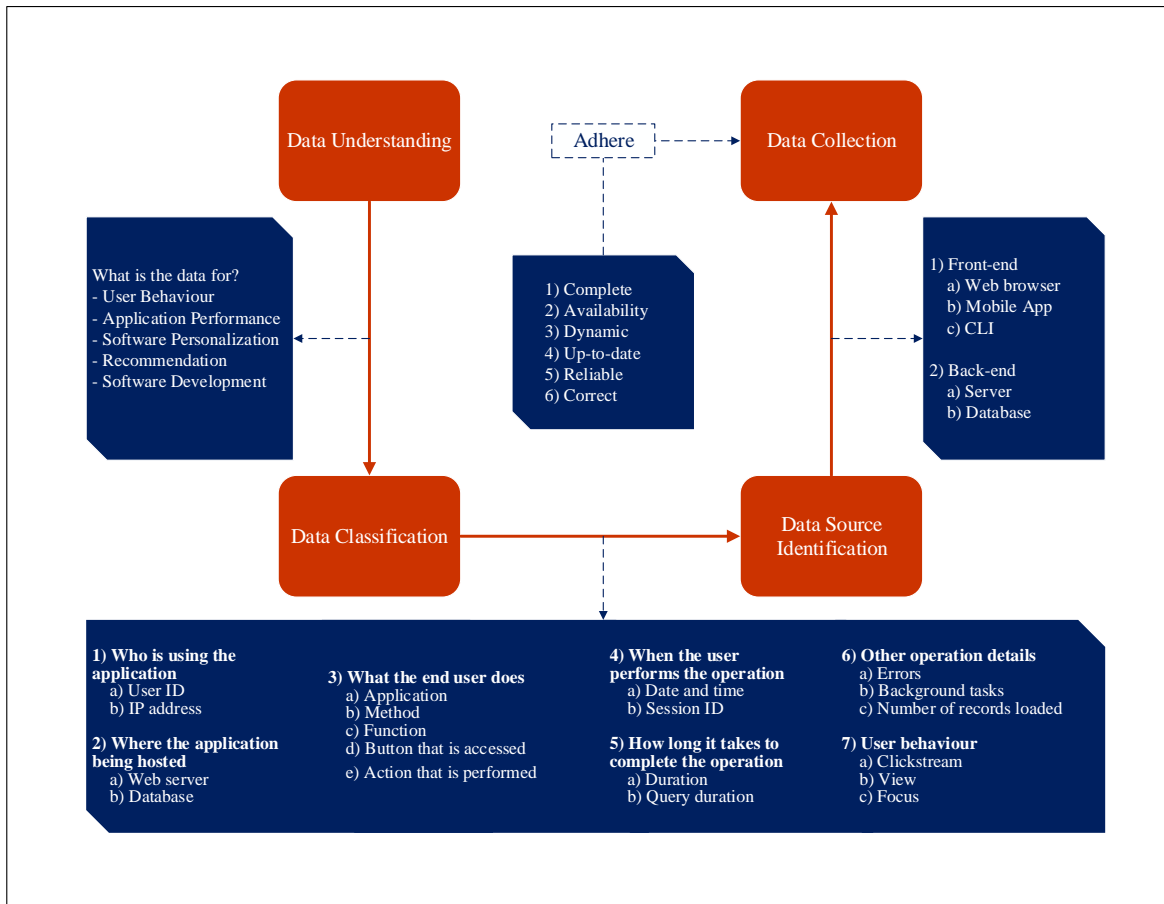 Data Understanding
Adhere
Data Collection
What is the data for?
- User Behaviour
- Application Performance
- Software Personalization
- Recommendation
- Software Development
1) Complete
2) Availability
3) Dynamic
4) Up-to-date
5) Reliable
6) Correct
1) Front-end
a) Web browser
b) Mobile App
c) CLI
2) Back-end
a) Server
b) Database
Data Classification
Data Source
Identification
1) Who is using the
application
a) User ID
b) IP address
2) Where the application
being hosted
a) Web server
b) Database
3) What the end user does
a) Application
b) Method
c) Function
d) Button that is accessed
e) Action that is performed
4) When the user
performs the operation
a) Date and time
b) Session ID
5) How long it takes to
complete the operation
a) Duration
b) Query duration
6) Other operation details
a) Errors
b) Background tasks
c) Number of records loaded
7) User behaviour
a) Clickstream
b) View
c) Focus